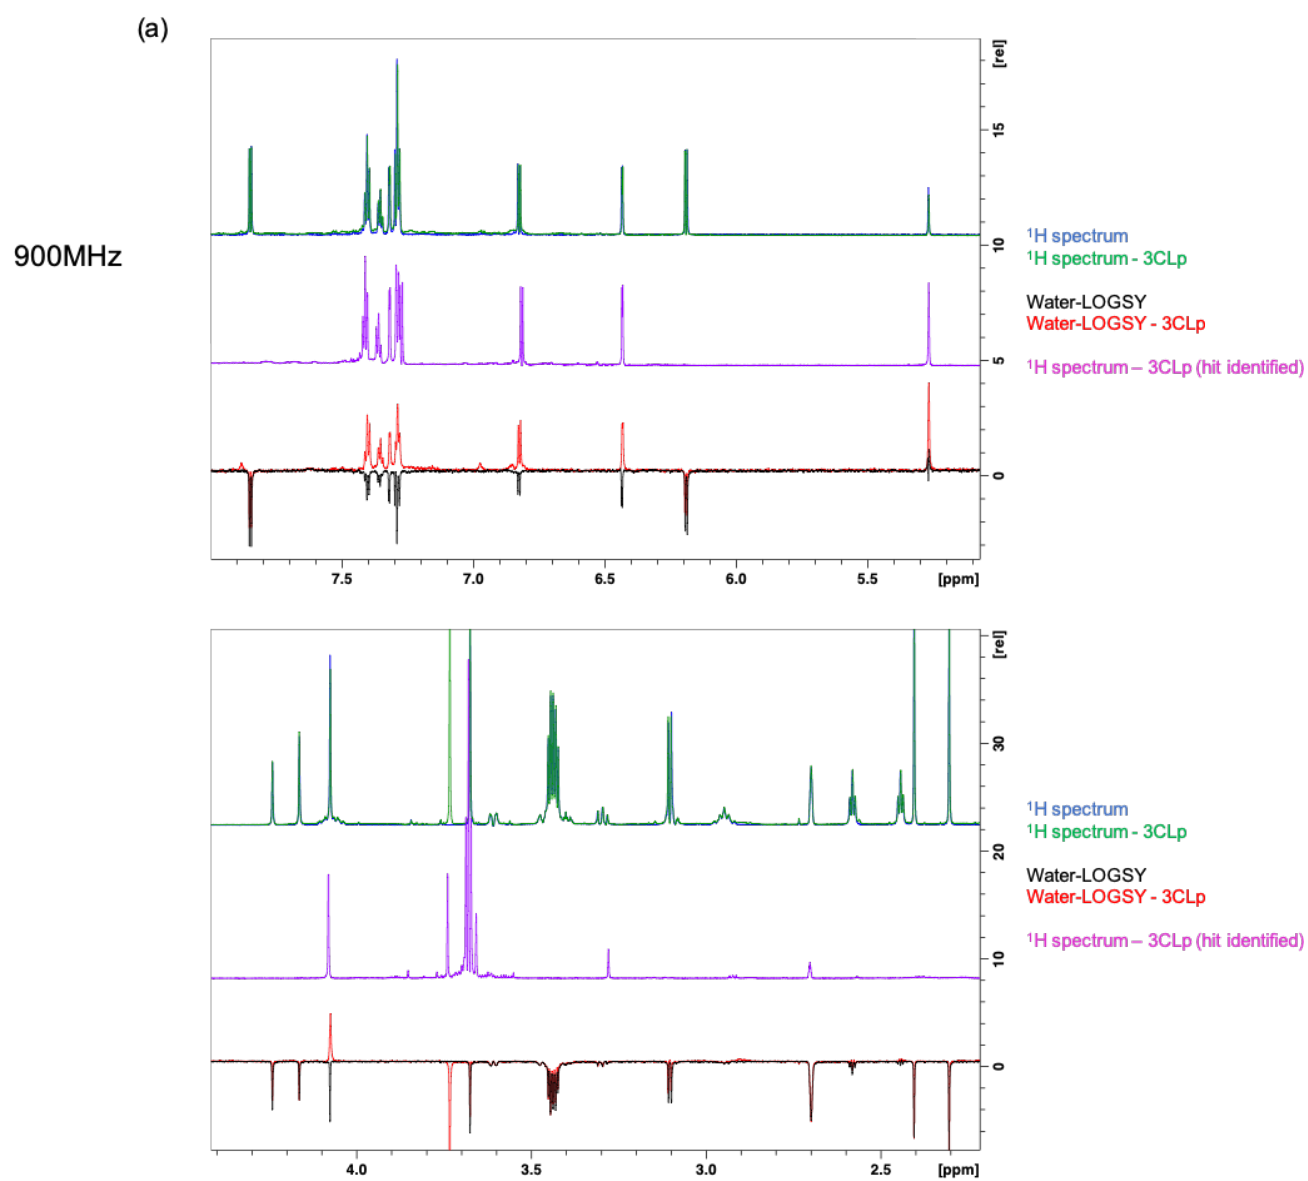 (a)
900MHz
[rel]
15
10
5
0
7.5 7.0 6.5 6.0 5.5 [ppm]
¹H spectrum
¹H spectrum - 3CLp
Water-LOGSY
Water-LOGSY - 3CLp
¹H spectrum – 3CLp (hit identified)
[rel]
30
20
10
0
4.0 3.5 3.0 2.5 [ppm]
¹H spectrum
¹H spectrum - 3CLp
Water-LOGSY
Water-LOGSY - 3CLp
¹H spectrum – 3CLp (hit identified)